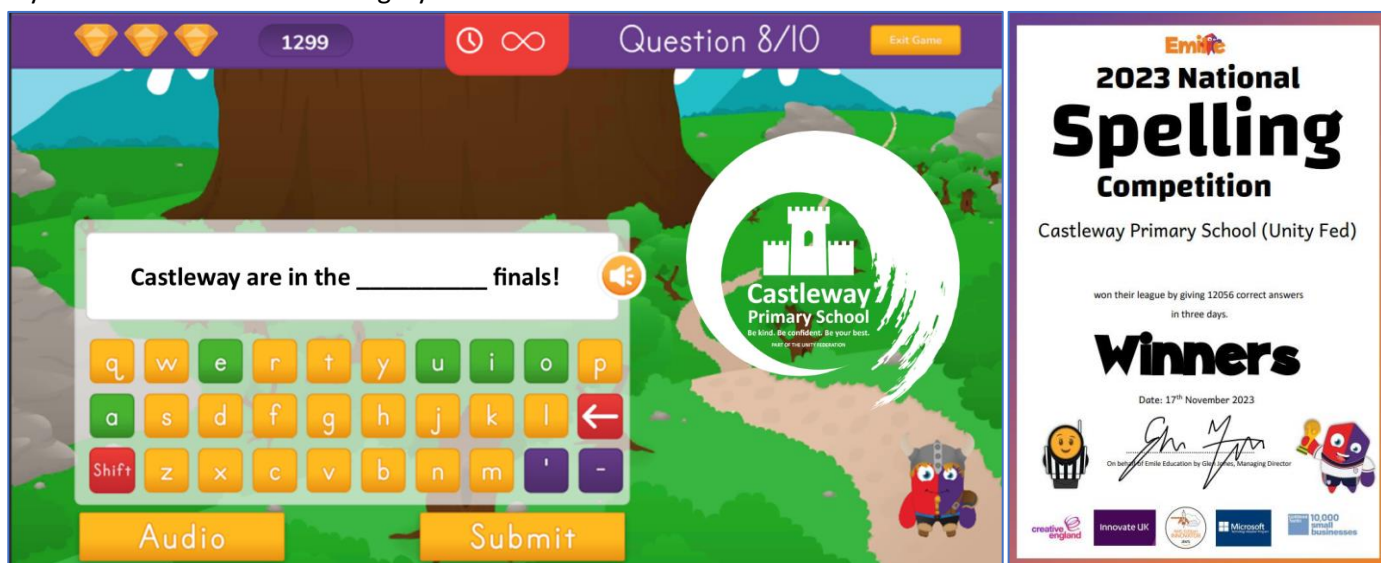 1299
Question 8/10
Exit Game
Castleway are in the __________ finals!
q w e r t y u i o p
a s d f g h j k l
Shift z x c v b n m ' -
Audio
Submit
Castleway
Primary School
Be kind. Be confident. Be your best.
PART OF THE UNITY FEDERATION
Emile
2023 National
Spelling
Competition
Castleway Primary School (Unity Fed)
won their league by giving 12056 correct answers
in three days.
Winners
Date: 17th November 2023
On behalf of Emile Education by Glen Jones, Managing Director
creative
england
Innovate UK
Microsoft
10,000
small
businesses